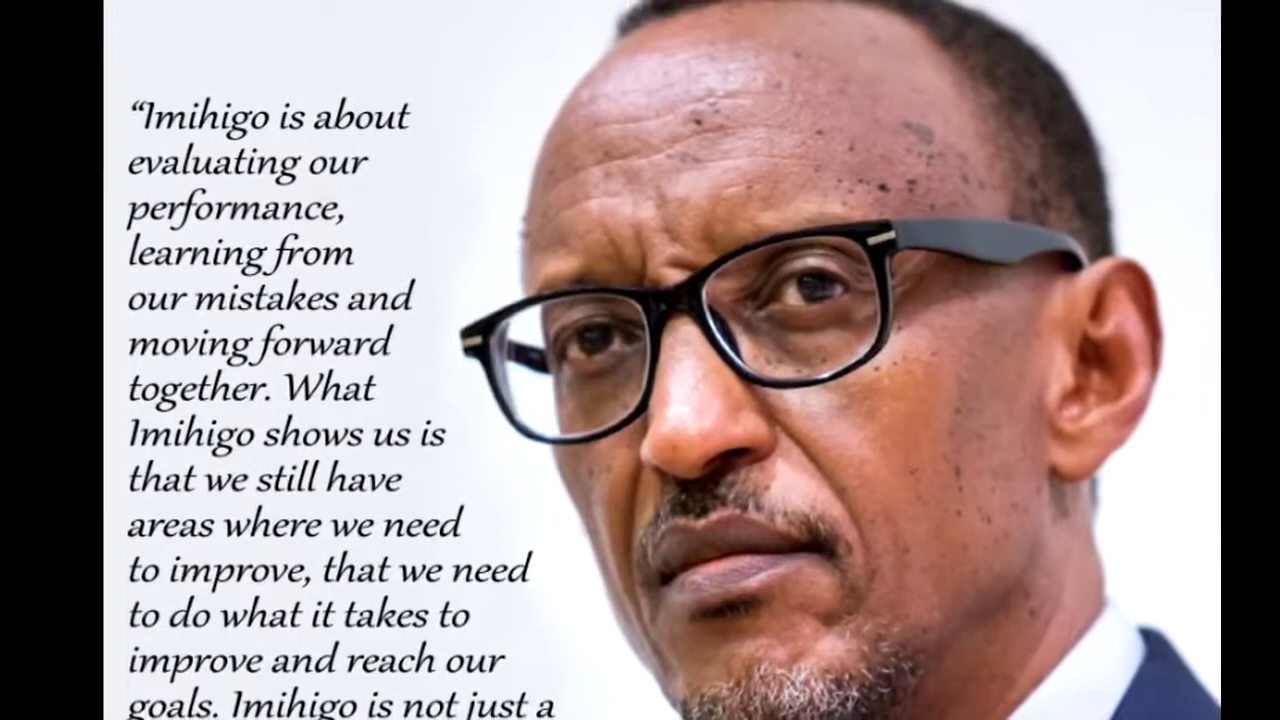 “Imihigo is about
evaluating our
performance,
learning from
our mistakes and
moving forward
together. What
Imihigo shows us is
that we still have
areas where we need
to improve, that we need
to do what it takes to
improve and reach our
goals. Imihigo is not just a